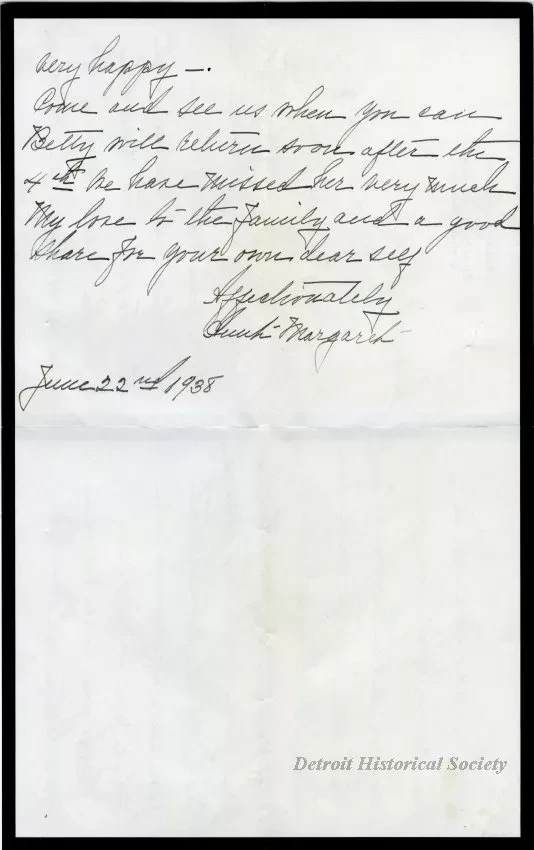 very happy —.
Come and see us when you can
Betty will return soon after the
4th We have missed her very much
My love to the Family and a good
share for your own dear self
Affectionately
Aunt Margaret
June 22nd 1938
Detroit Historical Society